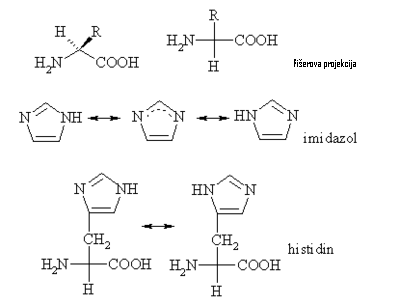 H R R
H₂N COOH H₂N COOH
H
Fišerova projekcija
N NH N N HN N
imidazol
N NH HN N
CH₂ CH₂
H₂N COOH H₂N COOH
H H
histidin